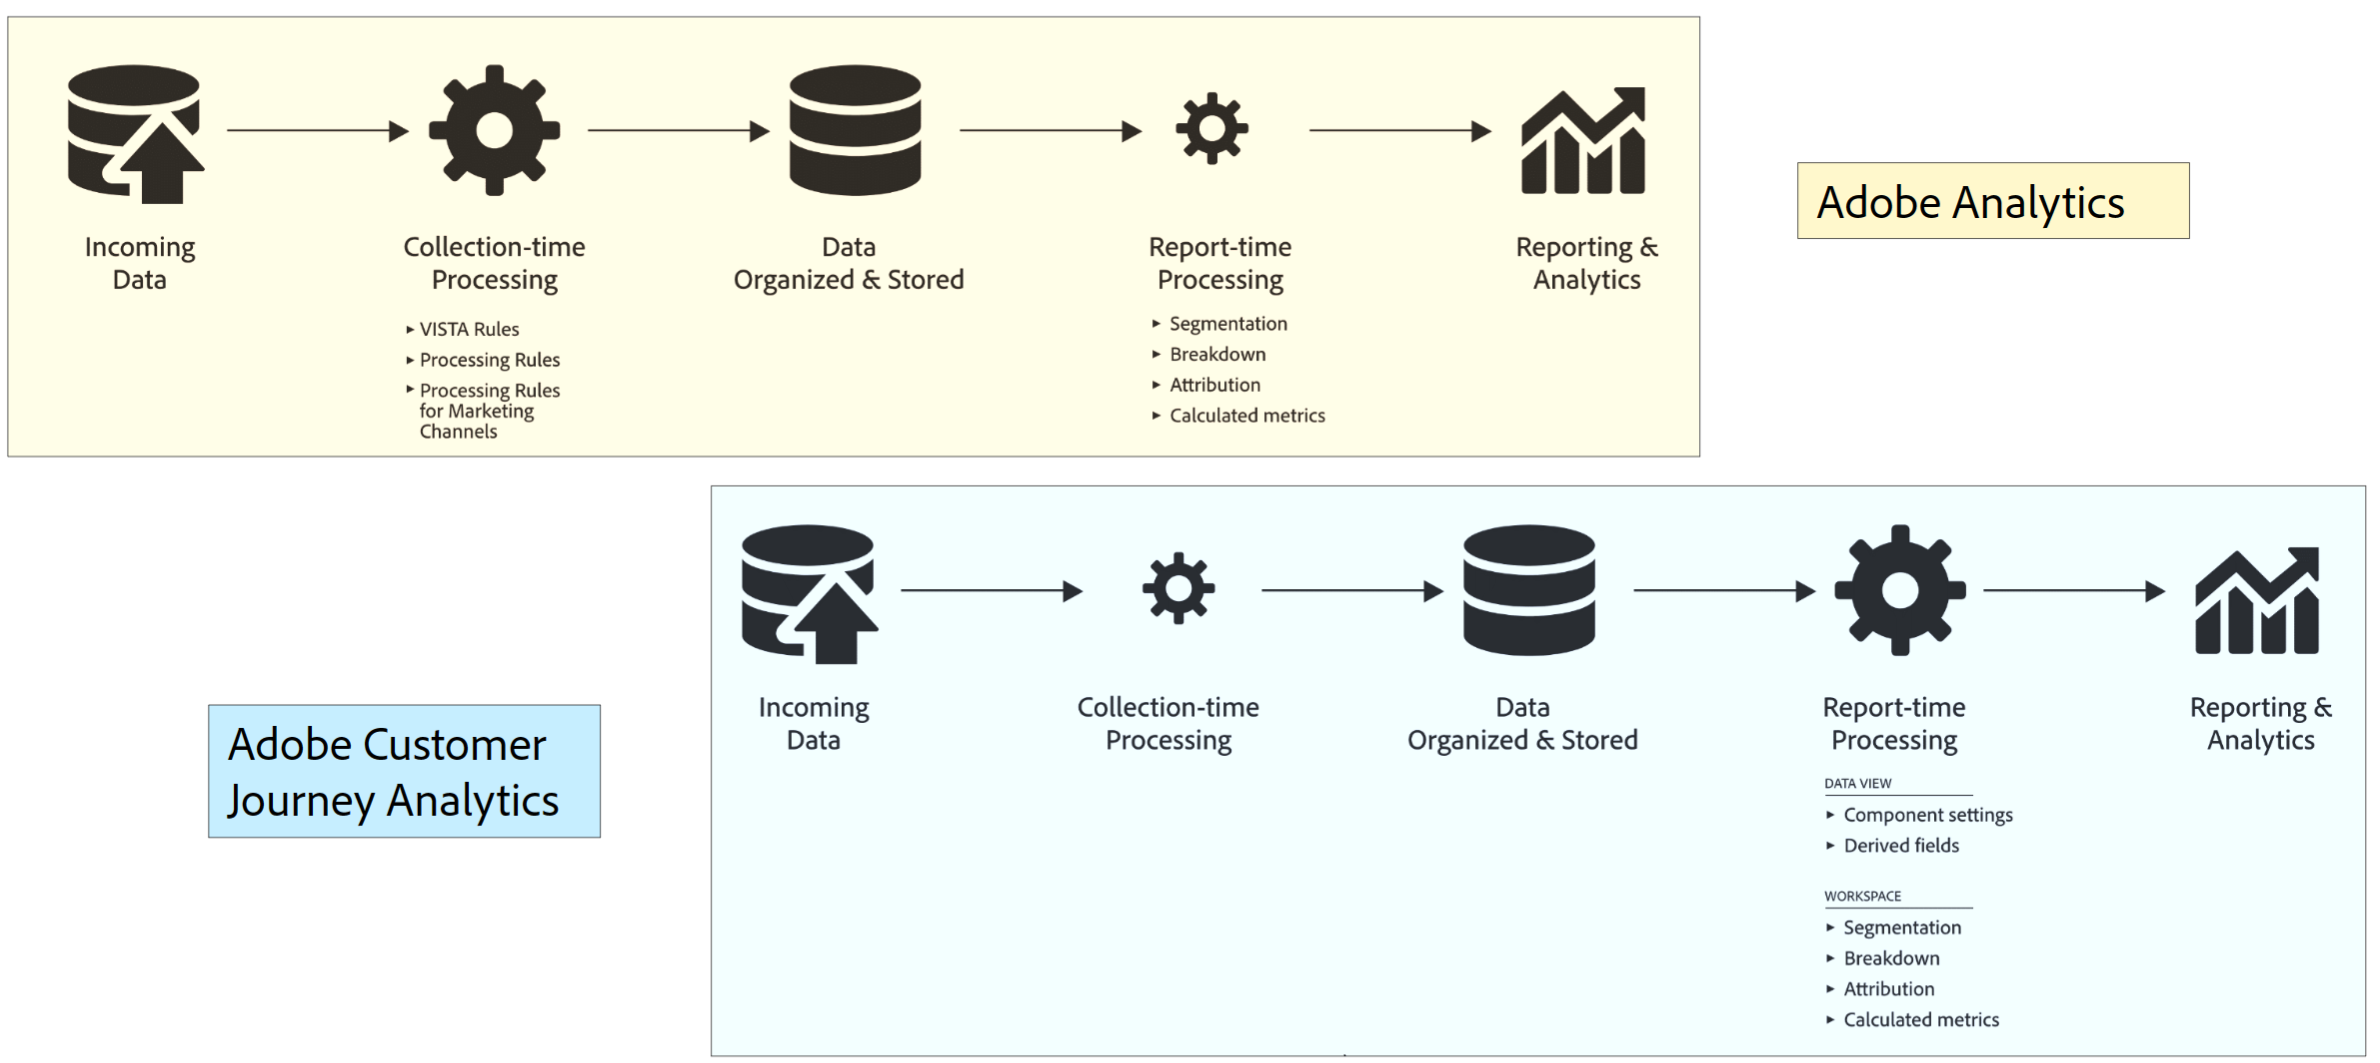 Incoming
Data
Collection-time
Processing
▸ VISTA Rules
▸ Processing Rules
▸ Processing Rules
for Marketing
Channels
Data
Organized & Stored
Report-time
Processing
▸ Segmentation
▸ Breakdown
▸ Attribution
▸ Calculated metrics
Reporting &
Analytics
Adobe Analytics
Adobe Customer
Journey Analytics
Incoming
Data
Collection-time
Processing
Data
Organized & Stored
Report-time
Processing
DATA VIEW
▸ Component settings
▸ Derived fields
WORKSPACE
▸ Segmentation
▸ Breakdown
▸ Attribution
▸ Calculated metrics
Reporting &
Analytics